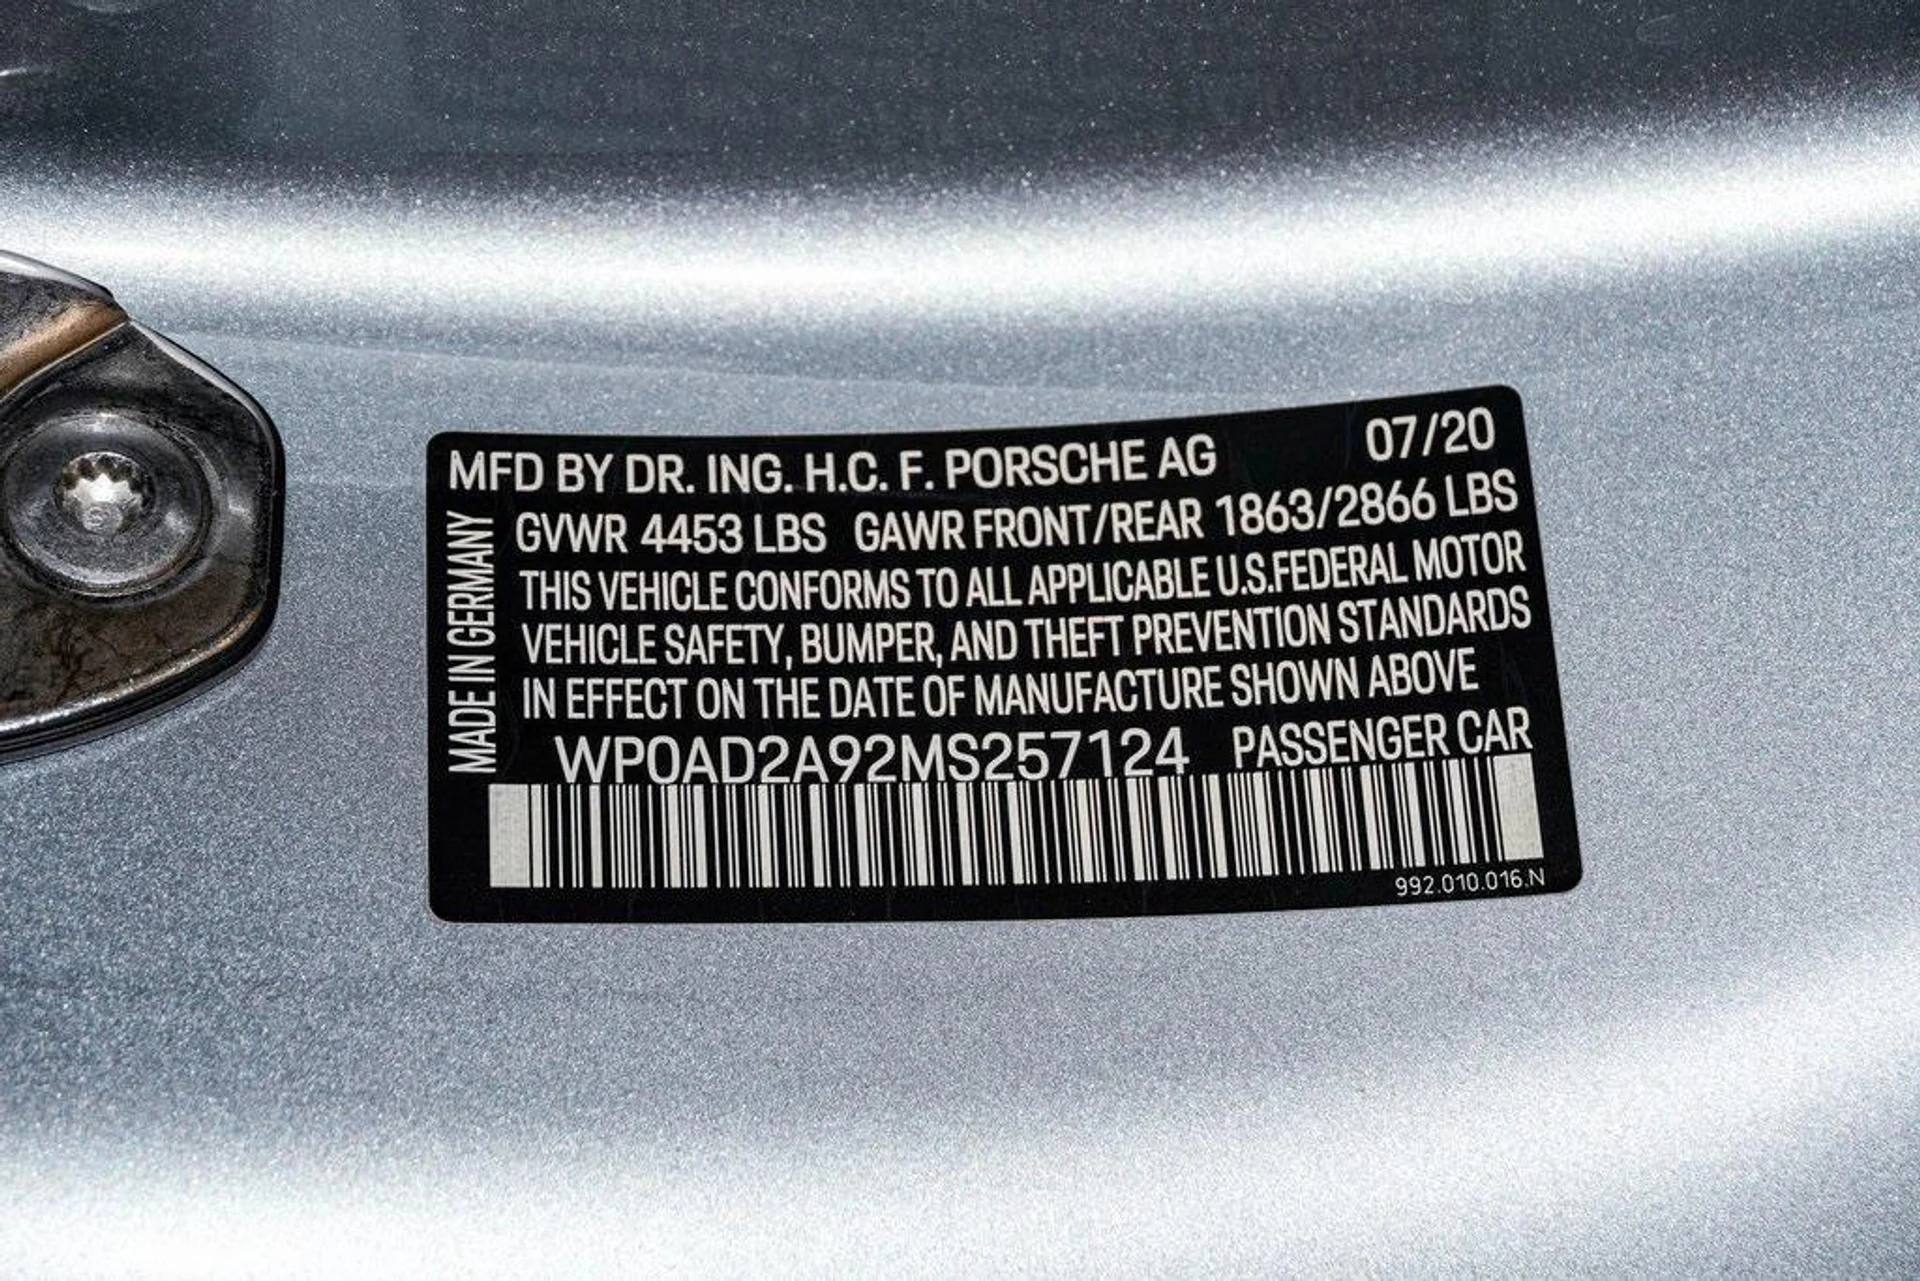 MFD BY DR. ING. H.C. F. PORSCHE AG 07/20
MADE IN GERMANY
GVWR 4453 LBS GAWR FRONT/REAR 1863/2866 LBS
THIS VEHICLE CONFORMS TO ALL APPLICABLE U.S.FEDERAL MOTOR
VEHICLE SAFETY, BUMPER, AND THEFT PREVENTION STANDARDS
IN EFFECT ON THE DATE OF MANUFACTURE SHOWN ABOVE
WP0AD2A92MS257124 PASSENGER CAR
992.010.016.N